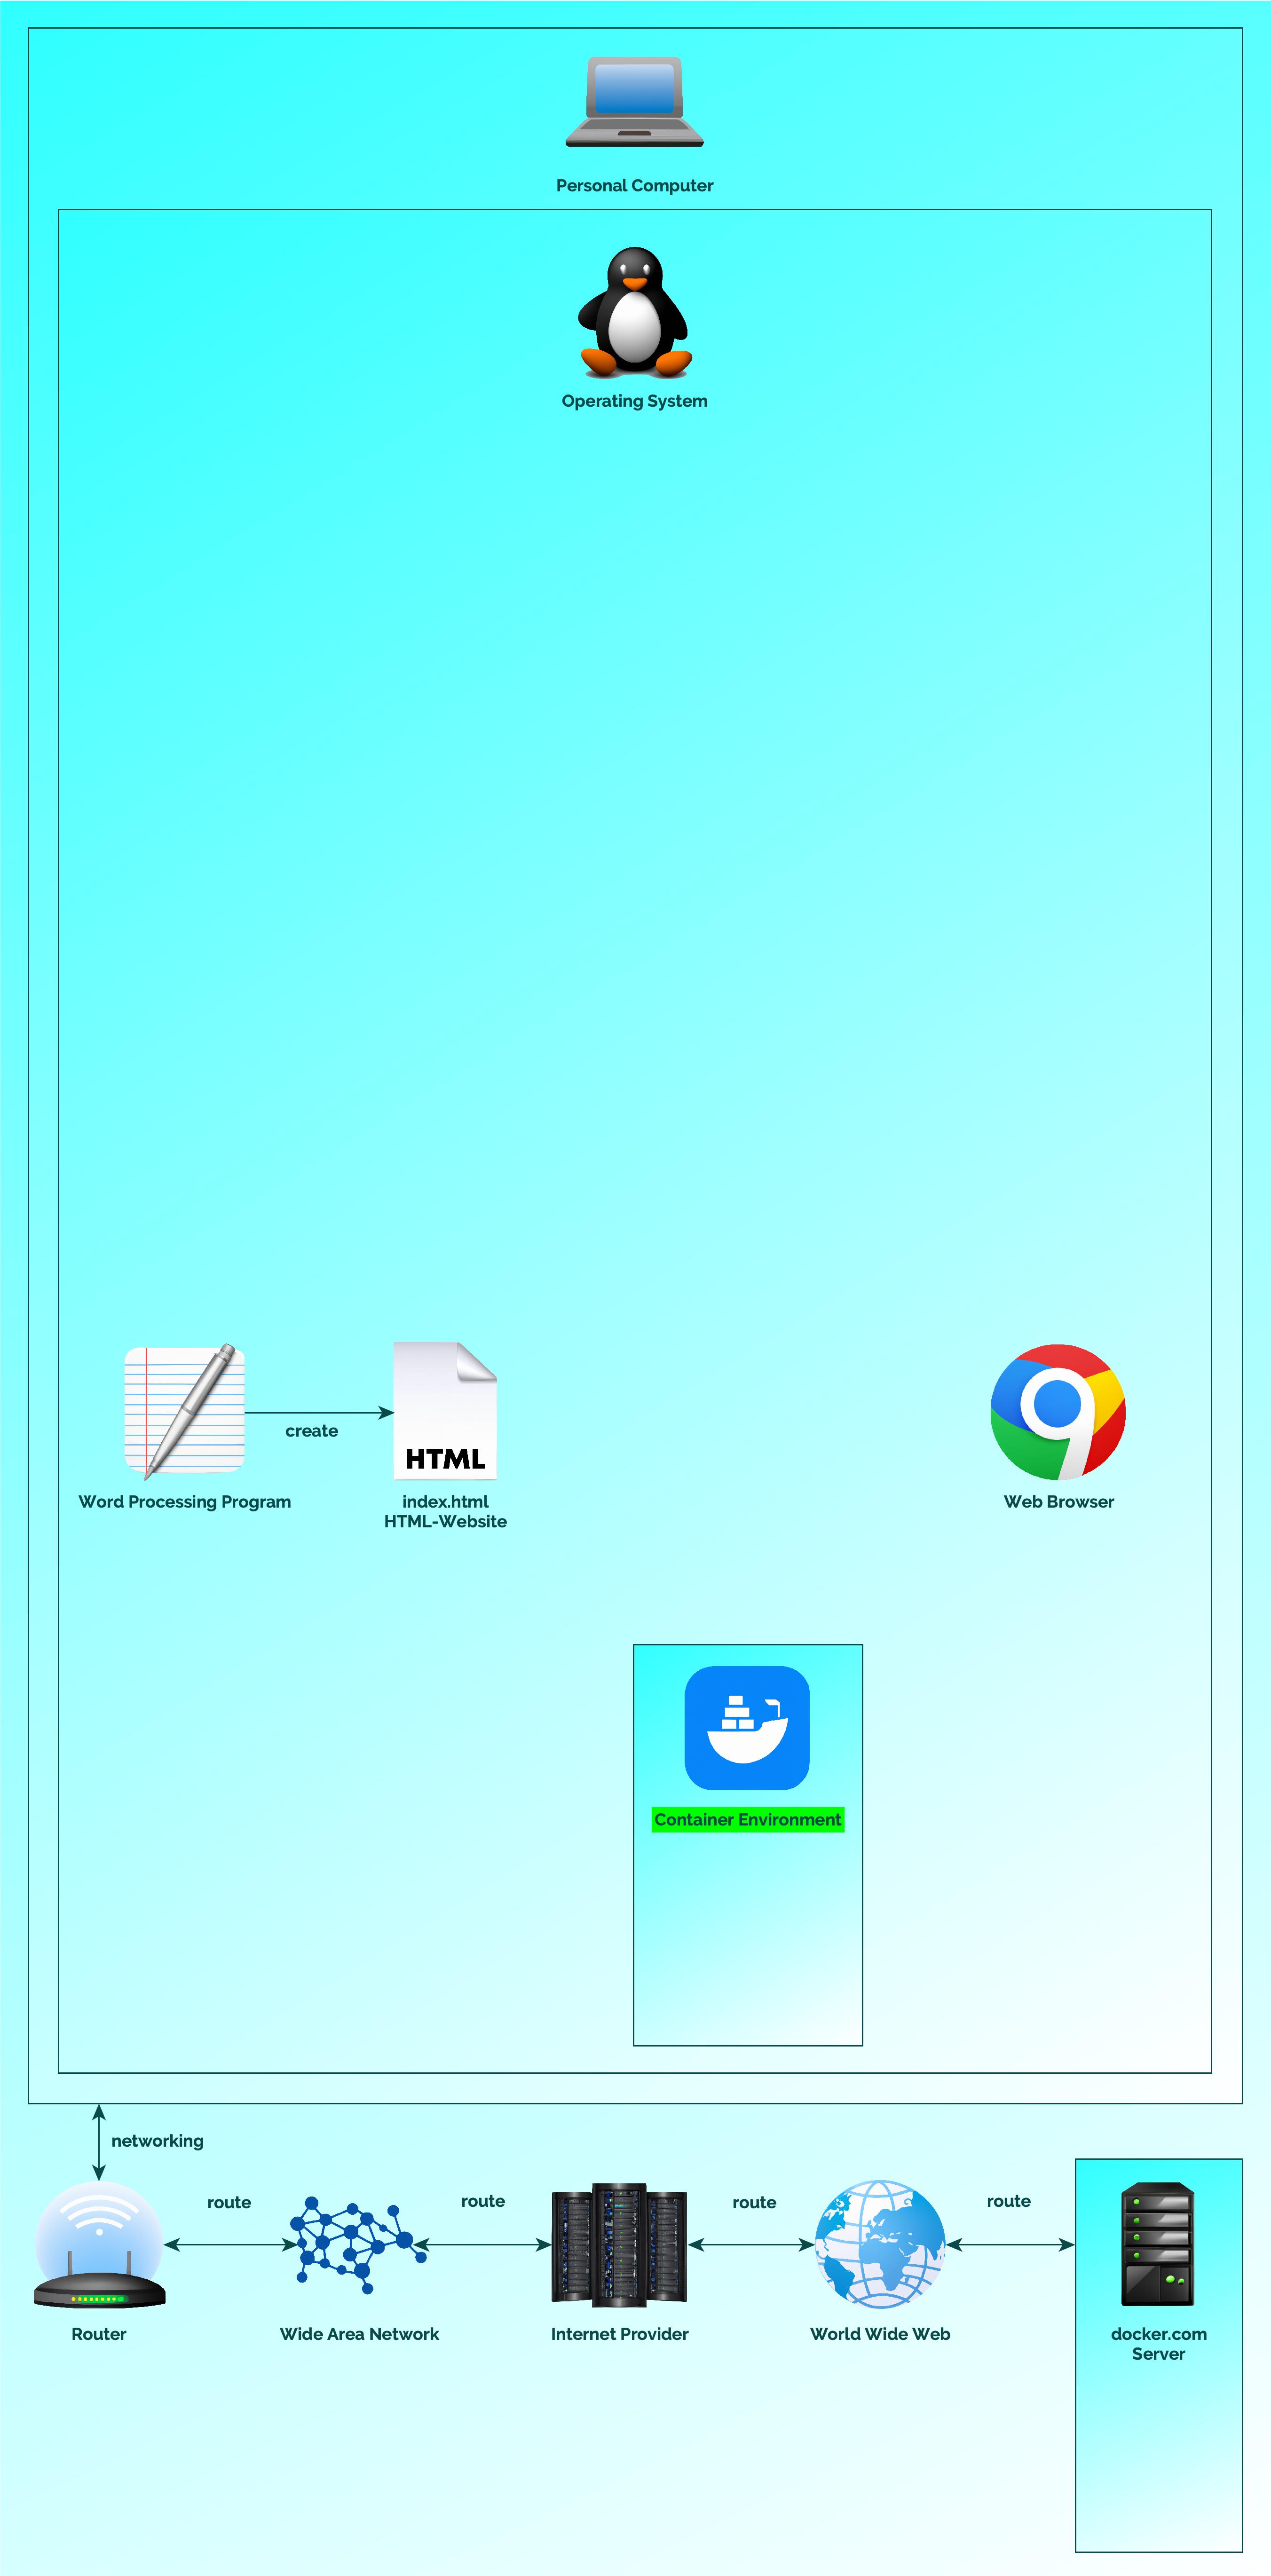 Personal Computer
Operating System
create
HTML
Word Processing Program
index.html
HTML-Website
Web Browser
Container Environment
networking
route
route
route
route
Router
Wide Area Network
Internet Provider
World Wide Web
docker.com
Server